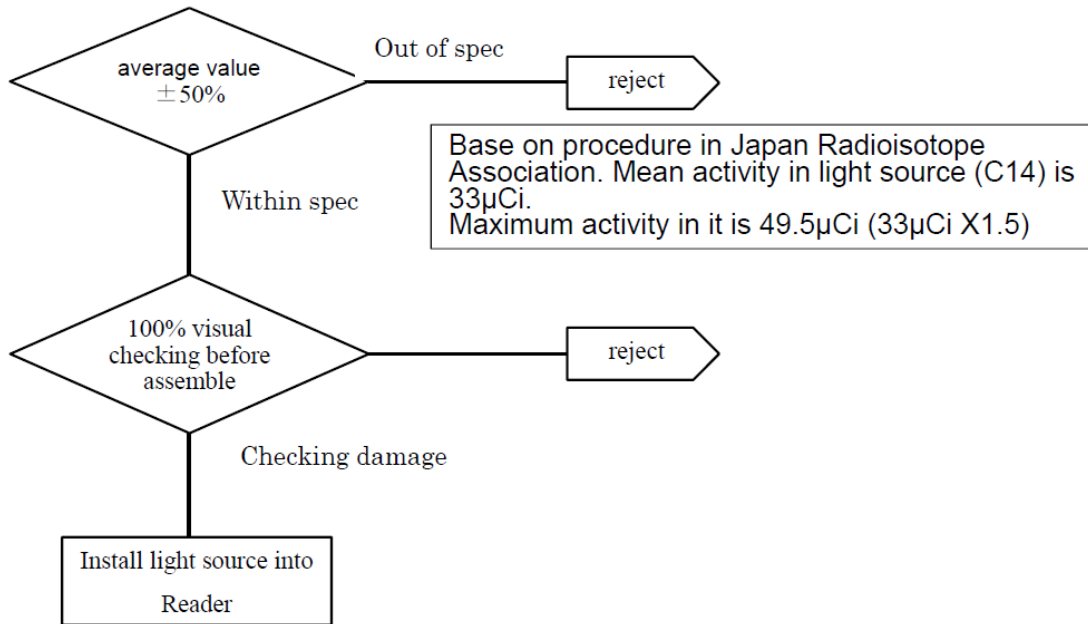 Out of spec
average value
±50%
reject
Base on procedure in Japan Radioisotope
Association. Mean activity in light source (C14) is
33µCi.
Maximum activity in it is 49.5µCi (33µCi X1.5)
Within spec
100% visual
checking before
assemble
reject
Checking damage
Install light source into
Reader